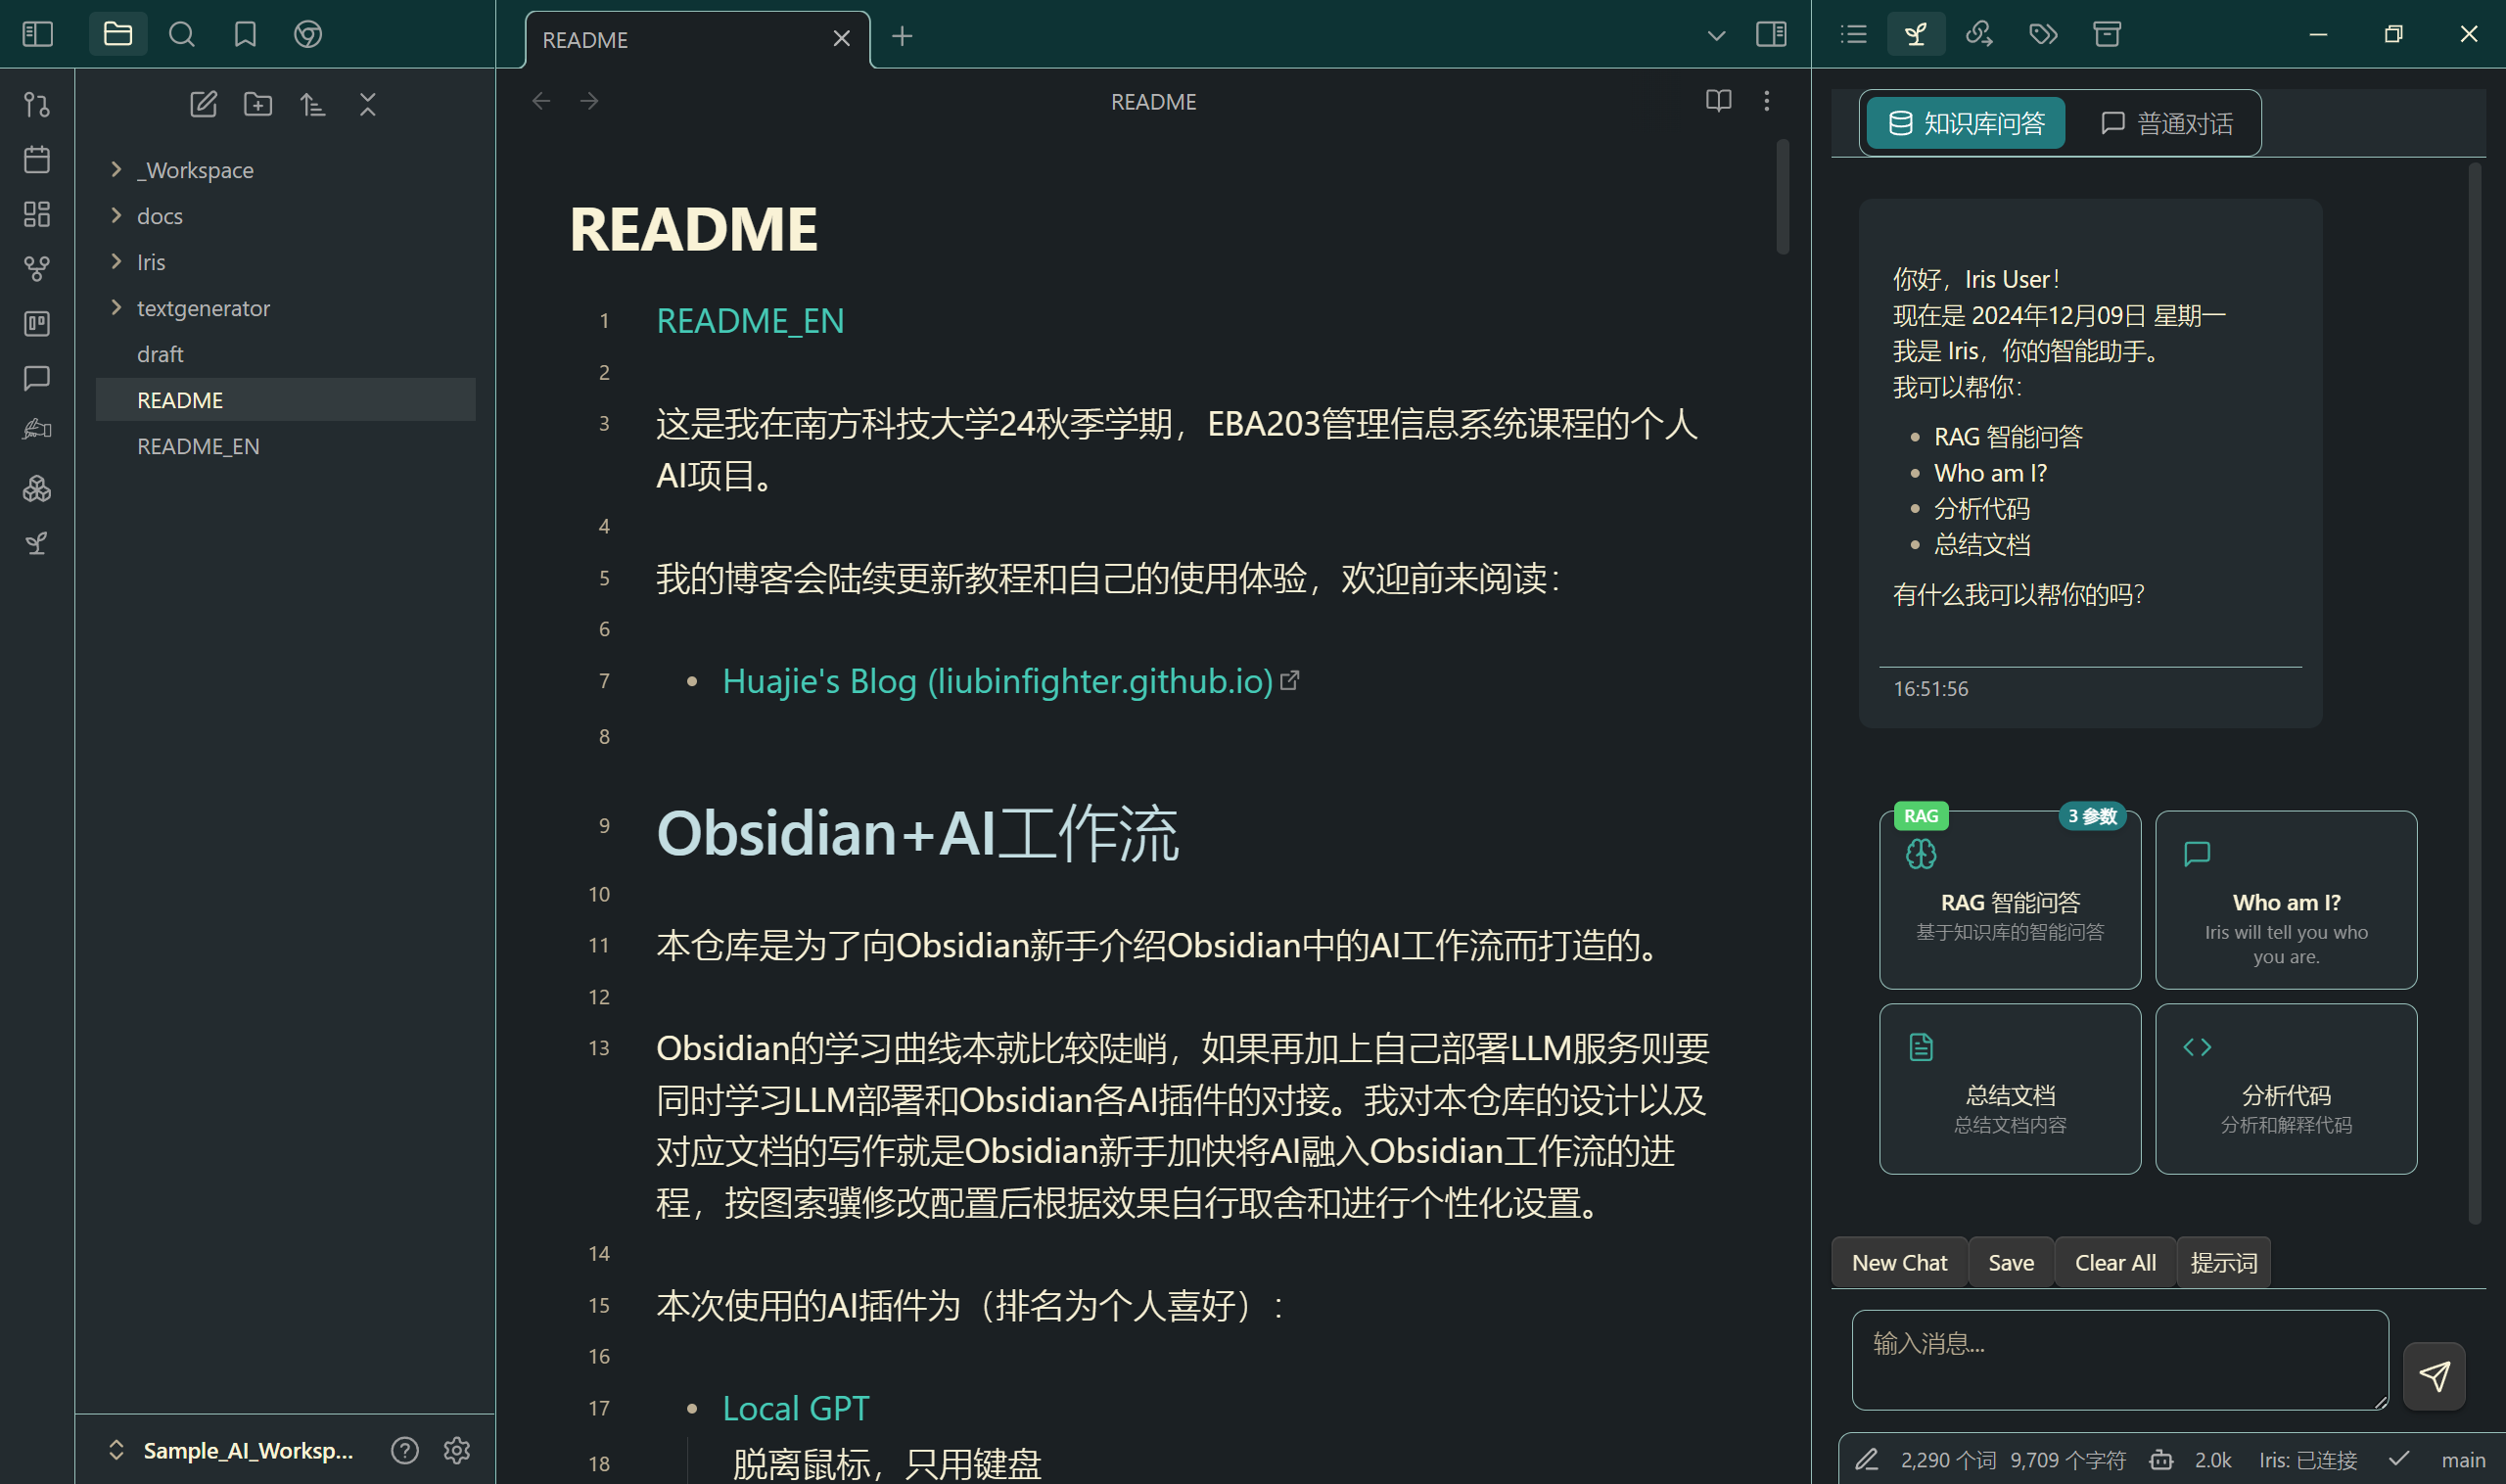 README
README
_Workspace
docs
Iris
textgenerator
draft
README
README_EN
Sample_AI_Worksp...
README
1 README_EN
2
3 这是我在南方科技大学24秋季学期，EBA203管理信息系统课程的个人
AI项目。
4
5 我的博客会陆续更新教程和自己的使用体验，欢迎前来阅读：
6
7 • Huajie's Blog (liubinfighter.github.io)
8
9 Obsidian+AI工作流
10
11 本仓库是为了向Obsidian新手介绍Obsidian中的AI工作流而打造的。
12
13 Obsidian的学习曲线本就比较陡峭，如果再加上自己部署LLM服务则要
同时学习LLM部署和Obsidian各AI插件的对接。我对本仓库的设计以及
对应文档的写作就是Obsidian新手加快将AI融入Obsidian工作流的进
程，按图索骥修改配置后根据效果自行取舍和进行个性化设置。
14
15 本次使用的AI插件为（排名为个人喜好）：
16
17 • Local GPT
18 脱离鼠标，只用键盘
知识库问答 普通对话
你好，Iris User！
现在是 2024年12月09日 星期一
我是 Iris，你的智能助手。
我可以帮你：
• RAG 智能问答
• Who am I?
• 分析代码
• 总结文档
有什么我可以帮你的吗？
16:51:56
RAG 3 参数
RAG 智能问答
基于知识库的智能问答
Who am I?
Iris will tell you who
you are.
总结文档
总结文档内容
分析代码
分析和解释代码
New Chat Save Clear All 提示词
输入消息...
2,290 个词 9,709 个字符 2.0k Iris: 已连接 main